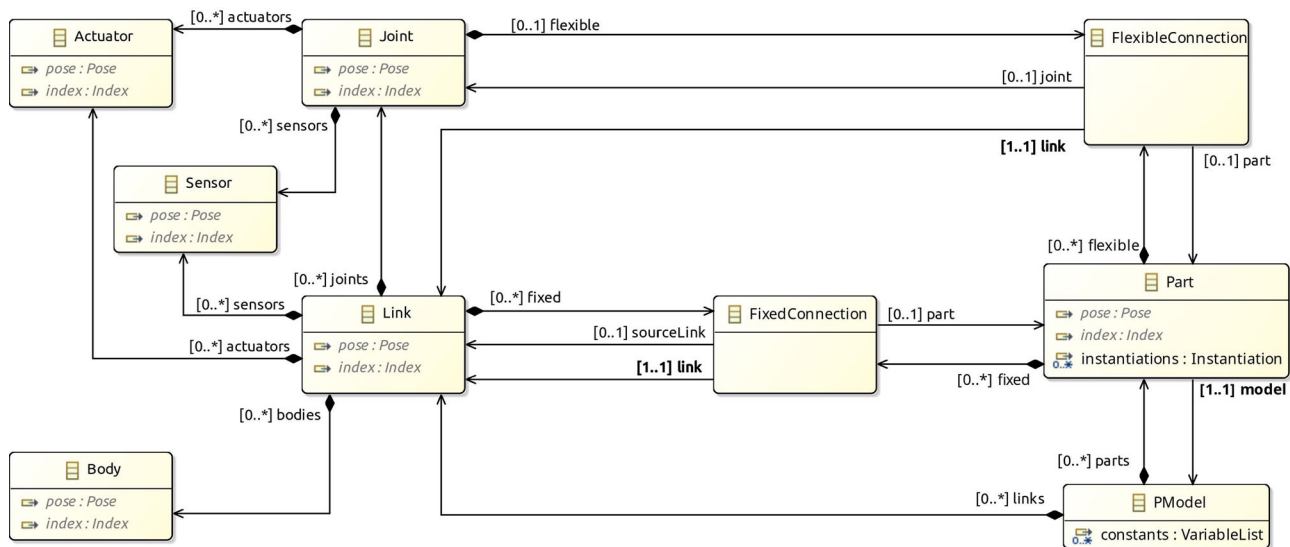 [0..*] actuators
[0..1] flexible
Actuator
pose : Pose
index : Index
Joint
pose : Pose
index : Index
FlexibleConnection
[0..1] joint
[0..*] sensors
[1..1] link
[0..1] part
Sensor
pose : Pose
index : Index
[0..*] flexible
[0..*] joints
[0..*] sensors
[0..*] actuators
Link
pose : Pose
index : Index
[0..*] fixed
[0..1] sourceLink
[1..1] link
FixedConnection
[0..1] part
[0..*] fixed
Part
pose : Pose
index : Index
0..* instantiations : Instantiation
[1..1] model
[0..*] bodies
Body
pose : Pose
index : Index
[0..*] parts
[0..*] links
PModel
0..* constants : VariableList